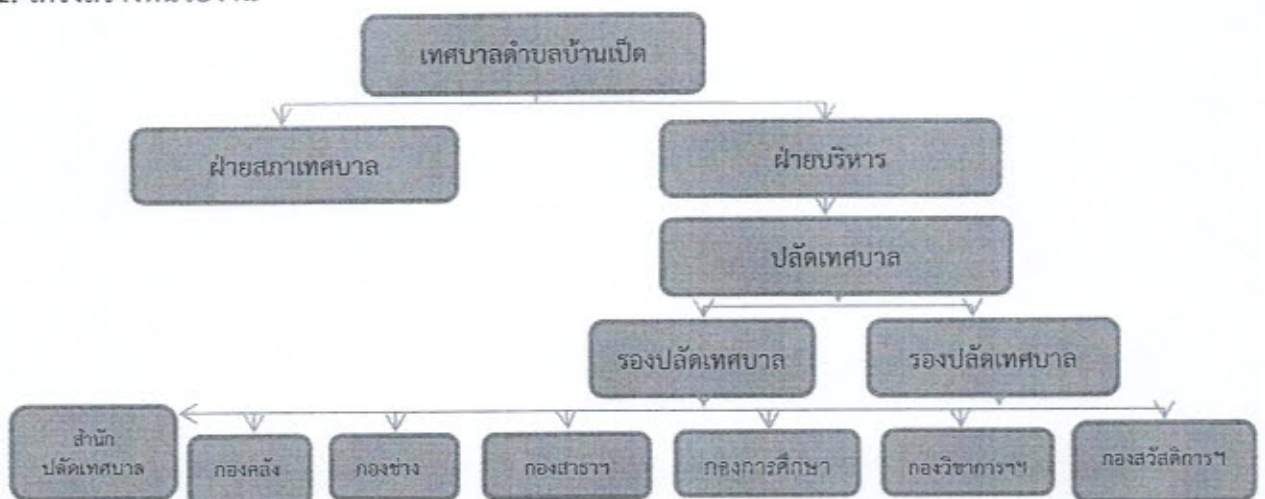 เทศบาลตำบลบ้านเป็ด
ฝ่ายสภาเทศบาล
ฝ่ายบริหาร
ปลัดเทศบาล
รองปลัดเทศบาล
รองปลัดเทศบาล
สำนัก
ปลัดเทศบาล
กองคลัง
กองช่าง
กองสาธาฯ
กองการศึกษา
กองวิชาการฯ
กองสวัสดิการฯ